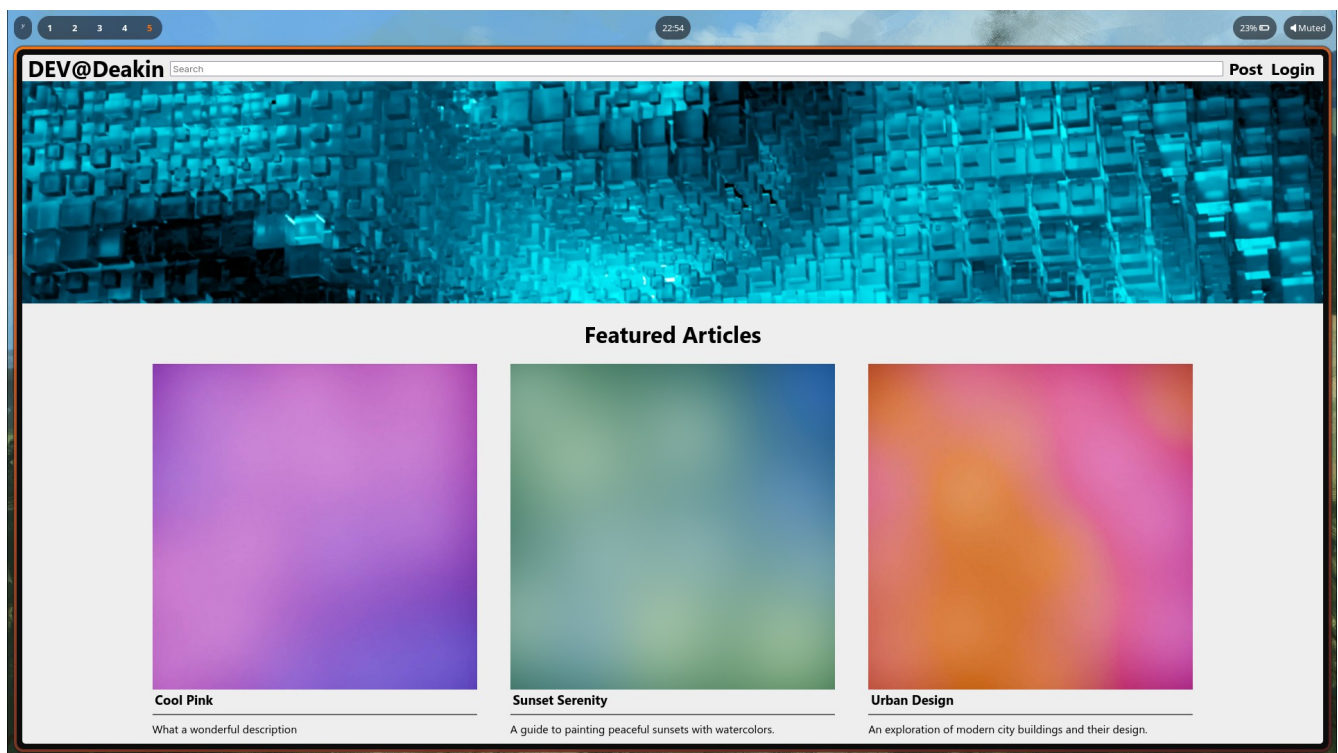 1 2 3 4 5
22:54
23%
Muted
DEV@Deakin Search Post Login
Featured Articles
Cool Pink
Sunset Serenity
Urban Design
What a wonderful description
A guide to painting peaceful sunsets with watercolors.
An exploration of modern city buildings and their design.